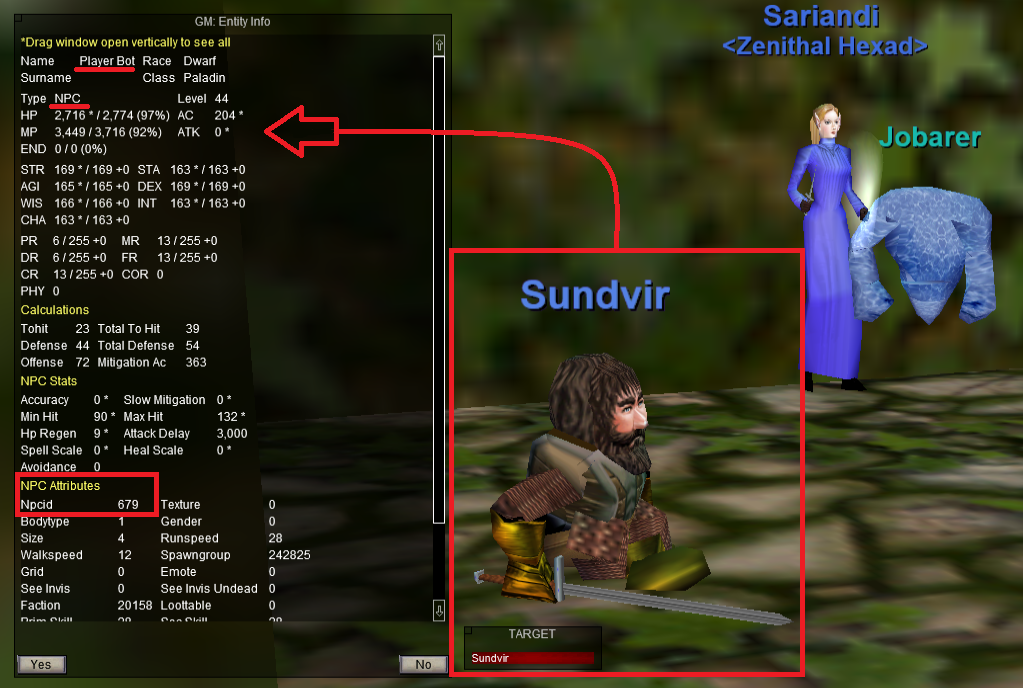 GM: Entity Info
*Drag window open vertically to see all
Name Player Bot Race Dwarf
Surname Class Paladin
Type NPC Level 44
HP 2,716 * / 2,774 (97%) AC 204 *
MP 3,449 / 3,716 (92%) ATK 0 *
END 0 / 0 (0%)
STR 169 * / 169 +0 STA 163 * / 163 +0
AGI 165 * / 165 +0 DEX 169 * / 169 +0
WIS 166 * / 166 +0 INT 163 * / 163 +0
CHA 163 * / 163 +0
PR 6 / 255 +0 MR 13 / 255 +0
DR 6 / 255 +0 FR 13 / 255 +0
CR 13 / 255 +0 COR 0
PHY 0
Calculations
Tohit 23 Total To Hit 39
Defense 44 Total Defense 54
Offense 72 Mitigation Ac 363
NPC Stats
Accuracy 0 * Slow Mitigation 0 *
Min Hit 90 * Max Hit 132 *
Hp Regen 9 * Attack Delay 3,000
Spell Scale 0 * Heal Scale 0 *
Avoidance 0
NPC Attributes
Npcid 679 Texture 0
Bodytype 1 Gender 0
Size 4 Runspeed 28
Walkspeed 12 Spawngroup 242825
Grid 0 Emote 0
See Invis 0 See Invis Undead 0
Faction 20158 Loottable 0
Prim Skill 28 Sec Skill 28
Yes No
Sariandi
<Zenithal Hexad>
Jobarer
Sundvir
TARGET
Sundvir